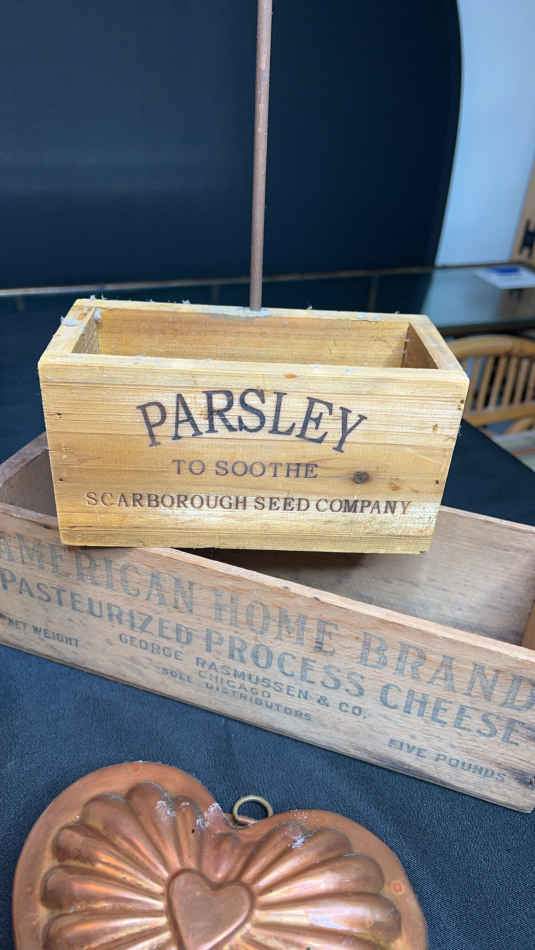 PARSLEY
TO SOOTHE
SCARBOROUGH SEED COMPANY
AMERICAN HOME BRAND
PASTEURIZED PROCESS CHEESE
NET WEIGHT
GEORGE RASMUSSEN & CO.
CHICAGO
SOLE DISTRIBUTORS
FIVE POUNDS